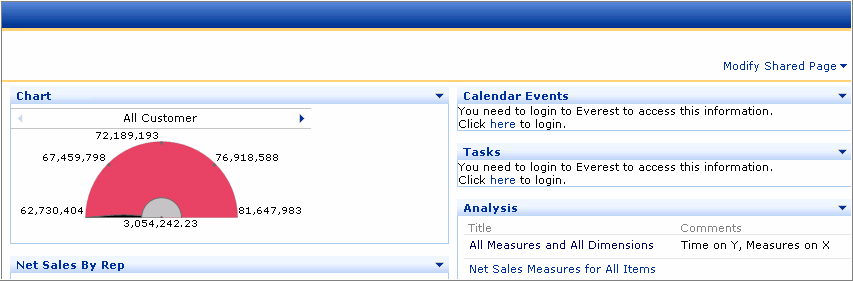 Modify Shared Page
Chart
All Customer
72,189,193
67,459,798
76,918,588
62,730,404
81,647,983
3,054,242.23
Net Sales By Rep
Calendar Events
You need to login to Everest to access this information.
Click here to login.
Tasks
You need to login to Everest to access this information.
Click here to login.
Analysis
Title Comments
All Measures and All Dimensions Time on Y, Measures on X
Net Sales Measures for All Items